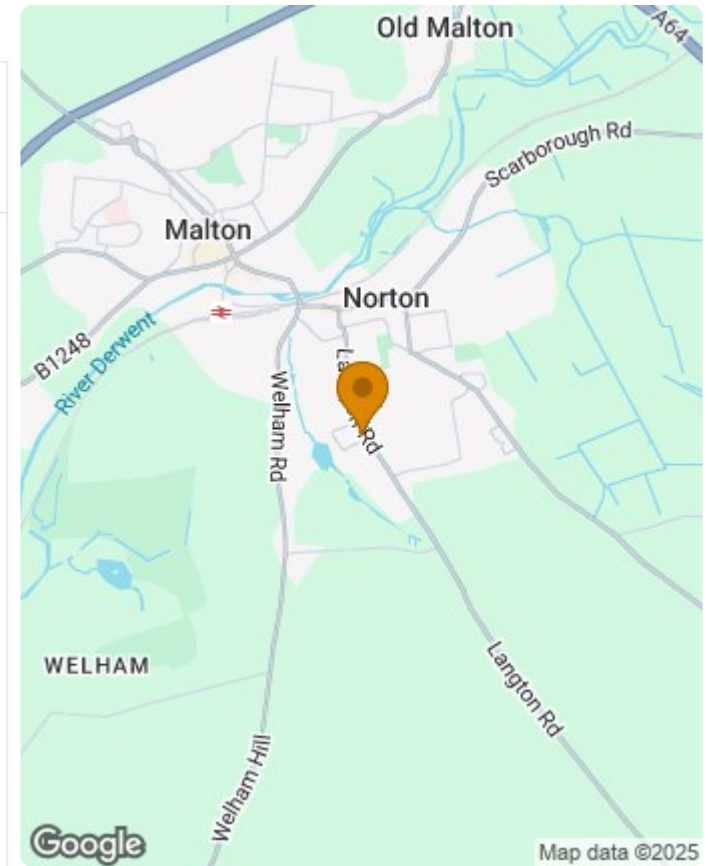 Old Malton
A64
Scarborough Rd
Malton
Norton
River Derwent
B1248
Welham Rd
Rd
WELHAM
Langton Rd
Welham Hill
Google
Map data ©2025